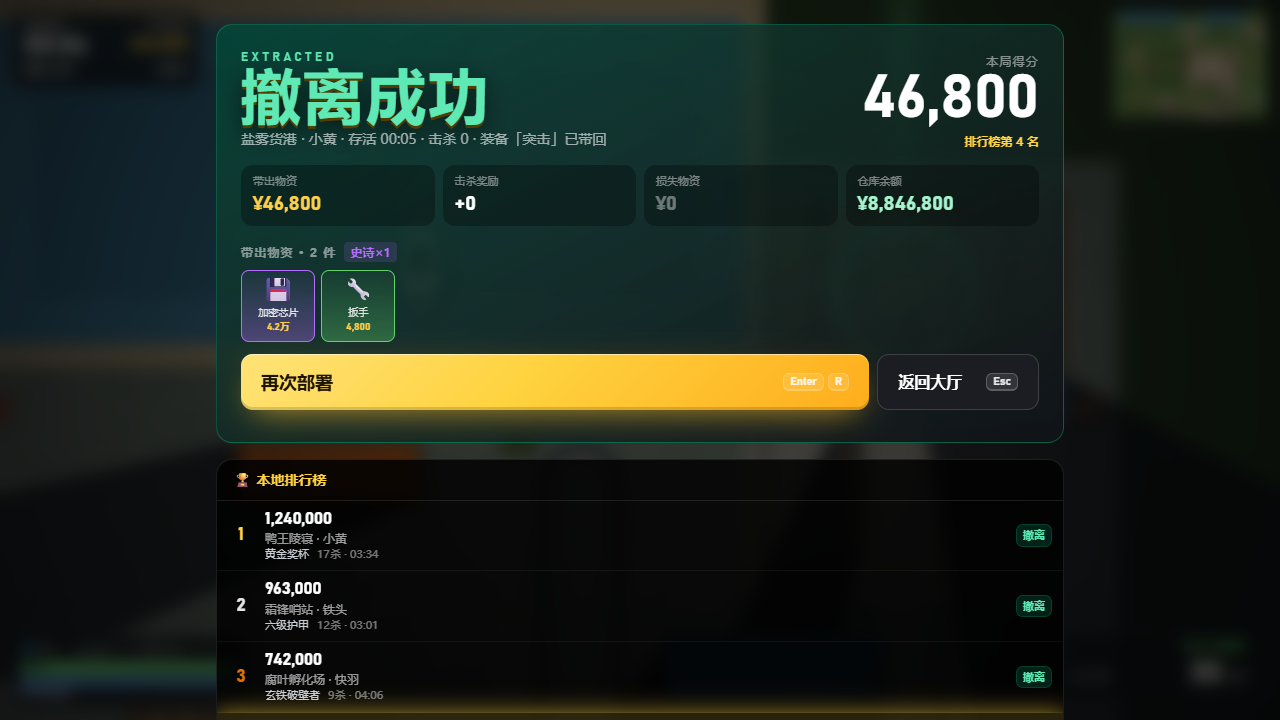 EXTRACTED
撤离成功
盐雾货港 · 小黄 · 存活 00:05 · 击杀 0 · 装备「突击」已带回
本局得分
46,800
排行榜第 4 名
带出物资
¥46,800
击杀奖励
+0
损失物资
¥0
仓库余额
¥8,846,800
带出物资 • 2 件 史诗×1
加密芯片
4.2万
扳手
4,800
再次部署 Enter R
返回大厅 Esc
本地排行榜
1
1,240,000
鸭王陵寝 · 小黄
黄金奖杯 17杀 · 03:34
撤离
2
963,000
霜锋哨站 · 铁头
六级护甲 12杀 · 03:01
撤离
3
742,000
腐叶孵化场 · 快羽
玄铁破壁者 9杀 · 04:06
撤离